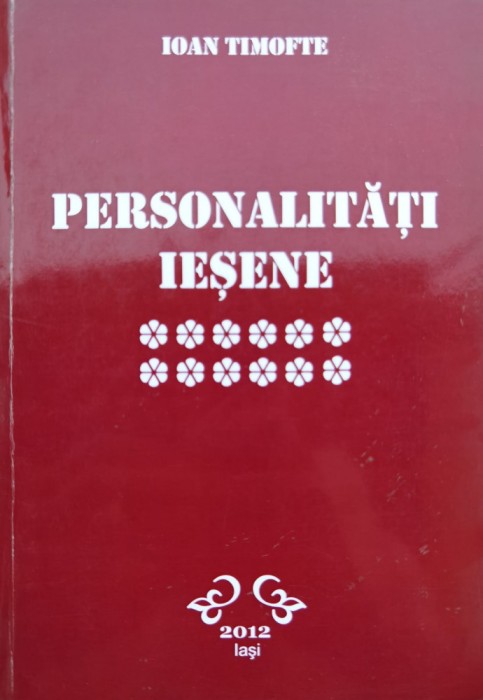 IOAN TIMOFTE
PERSONALITĂȚI
IEȘENE
2012
Iași